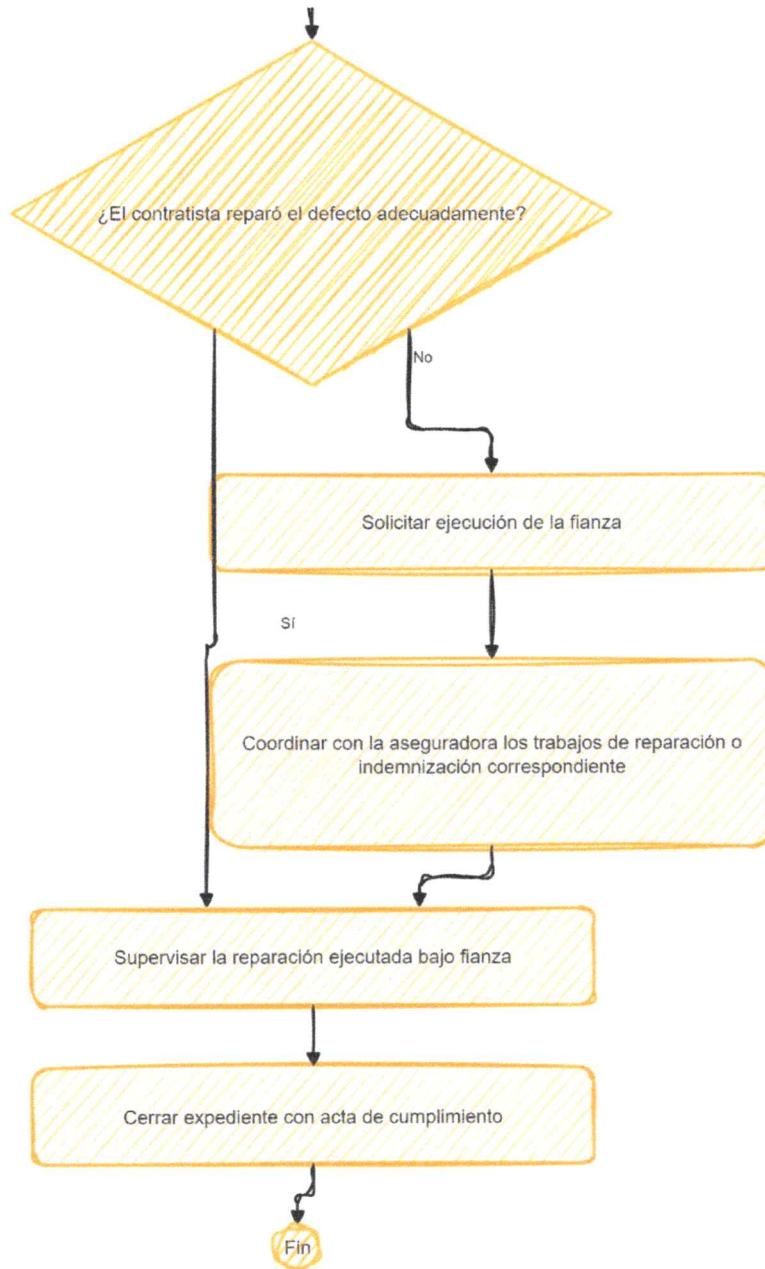 ¿El contratista reparó el defecto adecuadamente?
No
Solicitar ejecución de la fianza
Sí
Coordinar con la aseguradora los trabajos de reparación o
indemnización correspondiente
Supervisar la reparación ejecutada bajo fianza
Cerrar expediente con acta de cumplimiento
Fin